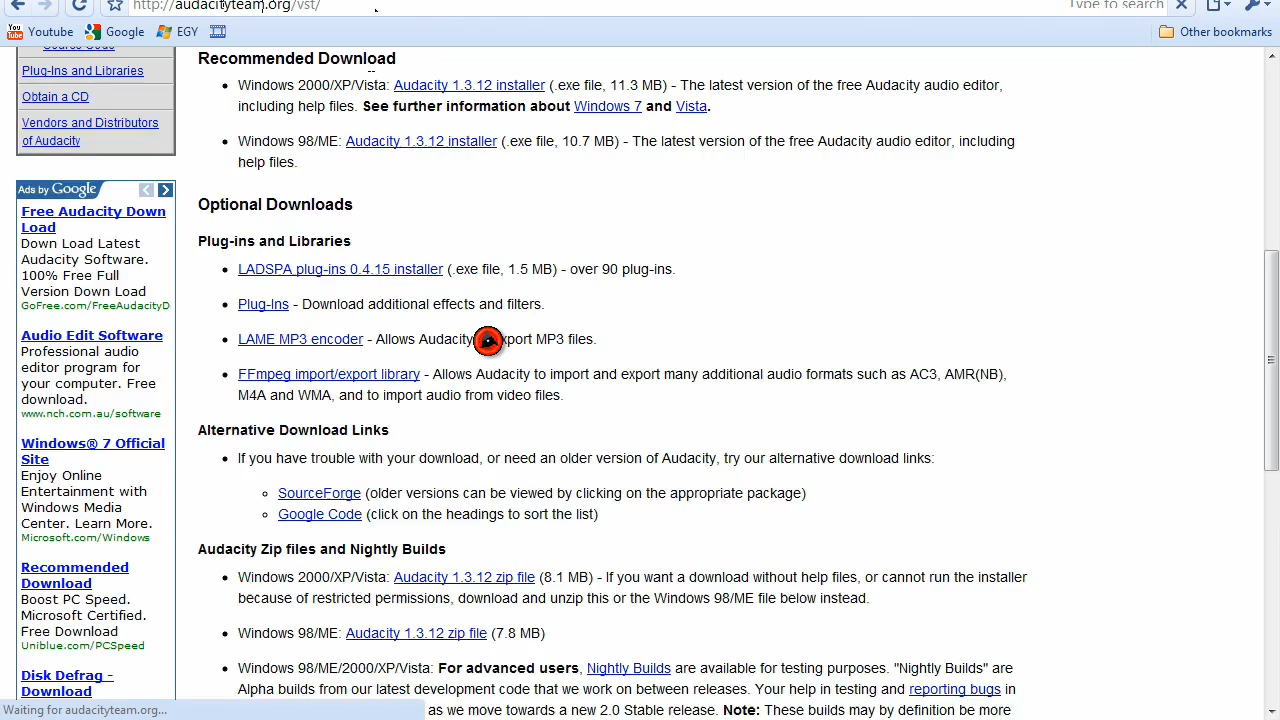 http://audacityteam.org/vst/
Type to search
Youtube
Google
EGY
Other bookmarks
Source Code
Plug-Ins and Libraries
Obtain a CD
Vendors and Distributors
of Audacity
Ads by Google
Free Audacity Down
Load
Down Load Latest
Audacity Software.
100% Free Full
Version Down Load
GoFree.com/FreeAudacityD
Audio Edit Software
Professional audio
editor program for
your computer. Free
download.
www.nch.com.au/software
Windows® 7 Official
Site
Enjoy Online
Entertainment with
Windows Media
Center. Learn More.
Microsoft.com/Windows
Recommended
Download
Boost PC Speed.
Microsoft Certified.
Free Download
Uniblue.com/PCSpeed
Disk Defrag -
Download
Recommended Download
Windows 2000/XP/Vista: Audacity 1.3.12 installer (.exe file, 11.3 MB) - The latest version of the free Audacity audio editor,
including help files. See further information about Windows 7 and Vista.
Windows 98/ME: Audacity 1.3.12 installer (.exe file, 10.7 MB) - The latest version of the free Audacity audio editor, including
help files.
Optional Downloads
Plug-ins and Libraries
LADSPA plug-ins 0.4.15 installer (.exe file, 1.5 MB) - over 90 plug-ins.
Plug-Ins - Download additional effects and filters.
LAME MP3 encoder - Allows Audacity export MP3 files.
FFmpeg import/export library - Allows Audacity to import and export many additional audio formats such as AC3, AMR(NB),
M4A and WMA, and to import audio from video files.
Alternative Download Links
If you have trouble with your download, or need an older version of Audacity, try our alternative download links:
SourceForge (older versions can be viewed by clicking on the appropriate package)
Google Code (click on the headings to sort the list)
Audacity Zip files and Nightly Builds
Windows 2000/XP/Vista: Audacity 1.3.12 zip file (8.1 MB) - If you want a download without help files, or cannot run the installer
because of restricted permissions, download and unzip this or the Windows 98/ME file below instead.
Windows 98/ME: Audacity 1.3.12 zip file (7.8 MB)
Windows 98/ME/2000/XP/Vista: For advanced users, Nightly Builds are available for testing purposes. "Nightly Builds" are
Alpha builds from our latest development code that we work on between releases. Your help in testing and reporting bugs in
as we move towards a new 2.0 Stable release. Note: These builds may by definition be more
Waiting for audacityteam.org...